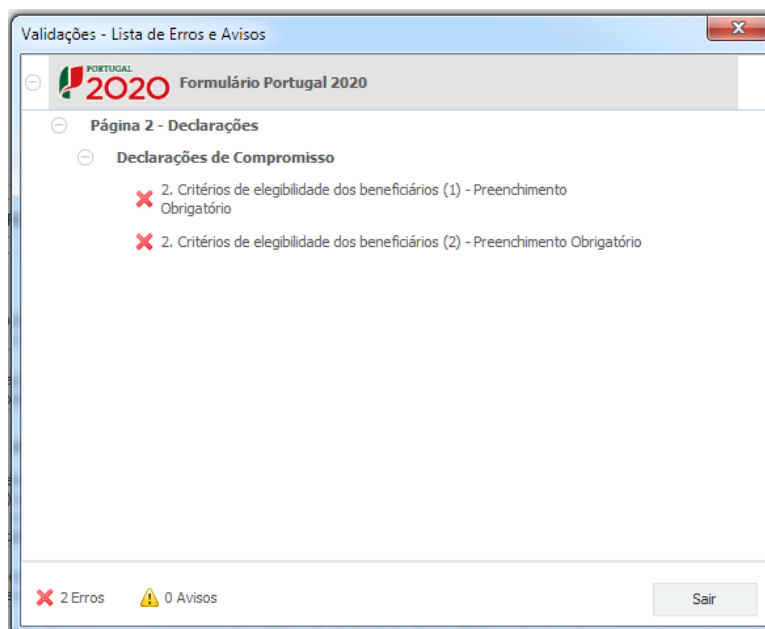 Validações - Lista de Erros e Avisos
PORTUGAL
2020
Formulário Portugal 2020
Página 2 - Declarações
Declarações de Compromisso
2. Critérios de elegibilidade dos beneficiários (1) - Preenchimento
Obrigatório
2. Critérios de elegibilidade dos beneficiários (2) - Preenchimento Obrigatório
2 Erros
0 Avisos
Sair